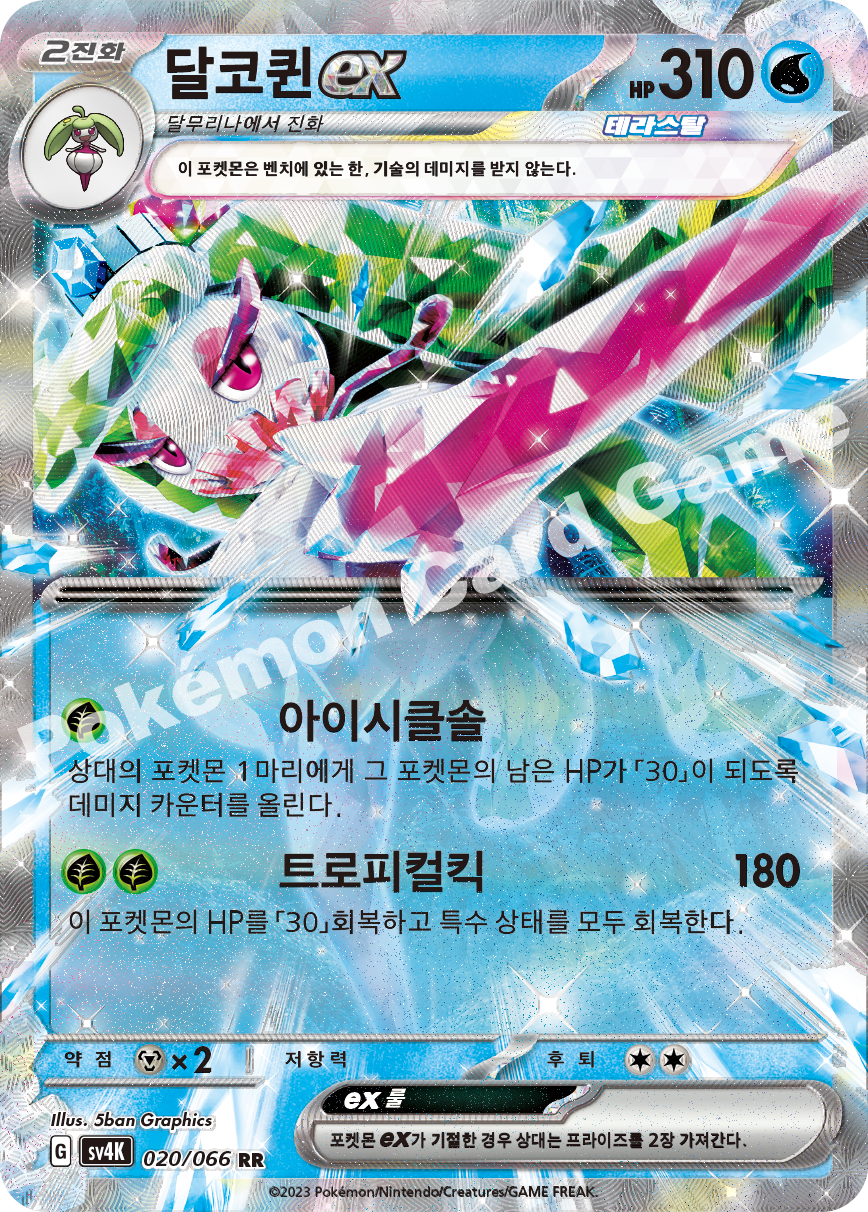 2진화
달코퀸ex
HP310
달무리나에서 진화
테라스탈
이 포켓몬은 벤치에 있는 한, 기술의 데미지를 받지 않는다.
Pokémon Card Game
아이시클솔
상대의 포켓몬 1마리에게 그 포켓몬의 남은 HP가 「30」이 되도록
데미지 카운터를 올린다.
트로피컬킥 180
이 포켓몬의 HP를 「30」회복하고 특수 상태를 모두 회복한다.
약점 ×2 저항력 후퇴
ex 룰
포켓몬 ex가 기절한 경우 상대는 프라이즈를 2장 가져간다.
Illus. 5ban Graphics
G sv4K 020/066 RR
©2023 Pokémon/Nintendo/Creatures/GAME FREAK.